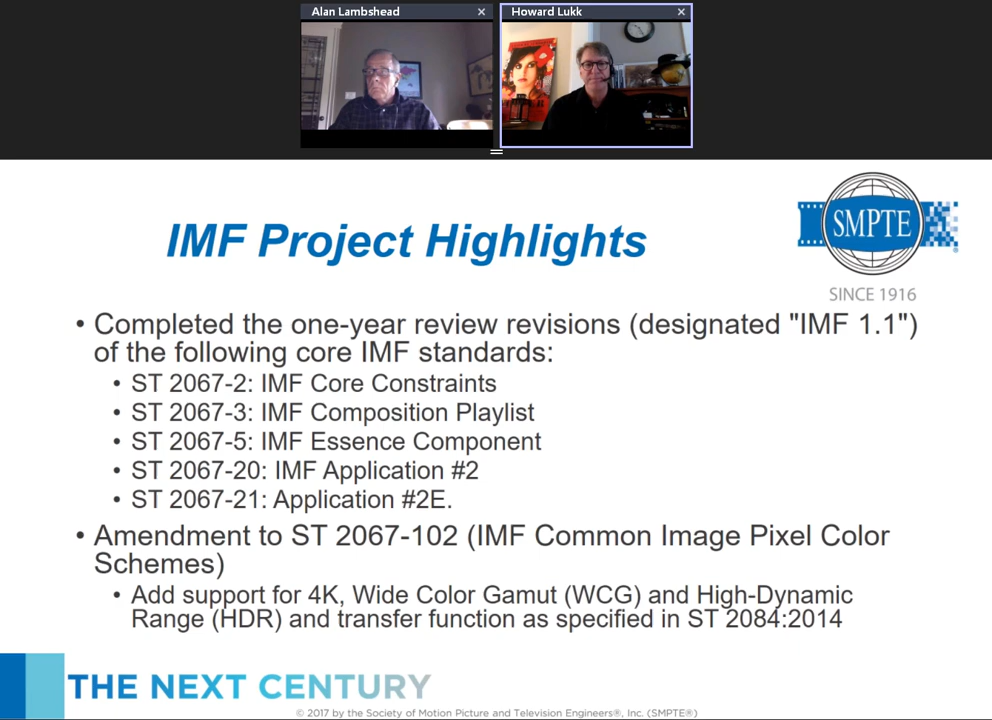 Alan Lambshead
Howard Lukk
IMF Project Highlights
SMPTE
SINCE 1916
• Completed the one-year review revisions (designated "IMF 1.1")
of the following core IMF standards:
• ST 2067-2: IMF Core Constraints
• ST 2067-3: IMF Composition Playlist
• ST 2067-5: IMF Essence Component
• ST 2067-20: IMF Application #2
• ST 2067-21: Application #2E.
• Amendment to ST 2067-102 (IMF Common Image Pixel Color
Schemes)
• Add support for 4K, Wide Color Gamut (WCG) and High-Dynamic
Range (HDR) and transfer function as specified in ST 2084:2014
THE NEXT CENTURY
© 2017 by the Society of Motion Picture and Television Engineers®, Inc. (SMPTE®)